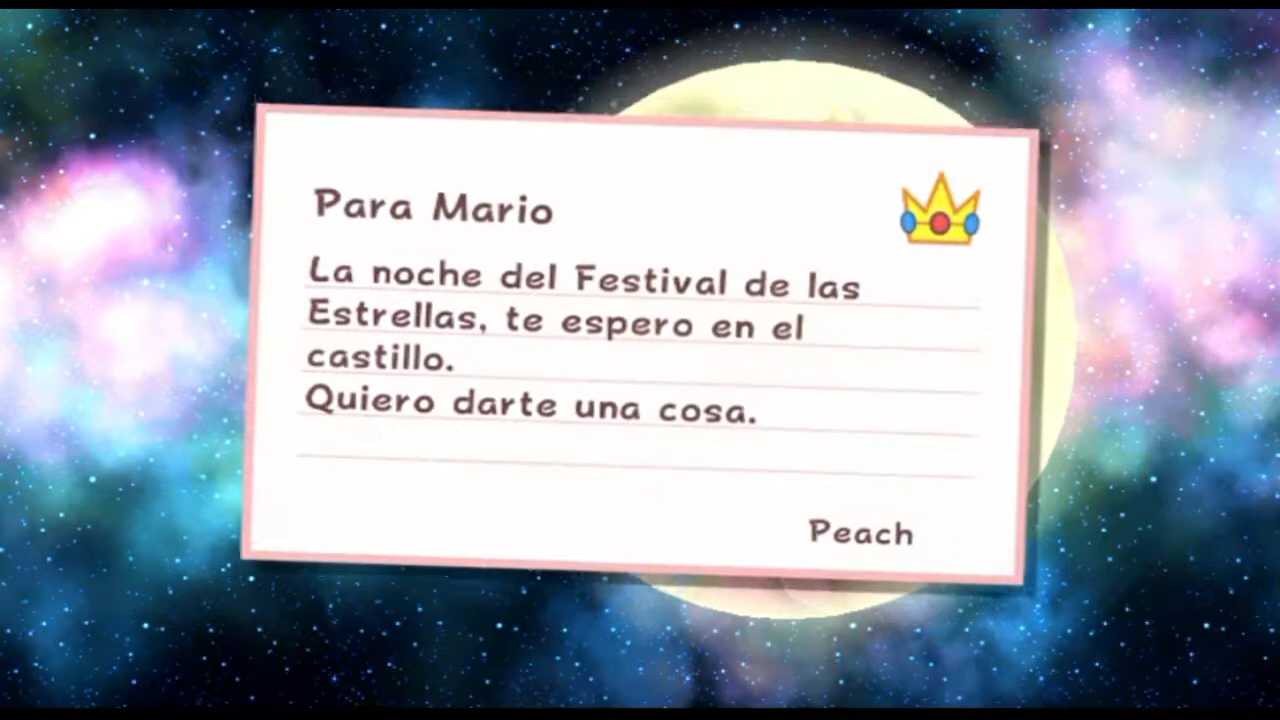 Para Mario
La noche del Festival de las
Estrellas, te espero en el
castillo.
Quiero darte una cosa.
Peach